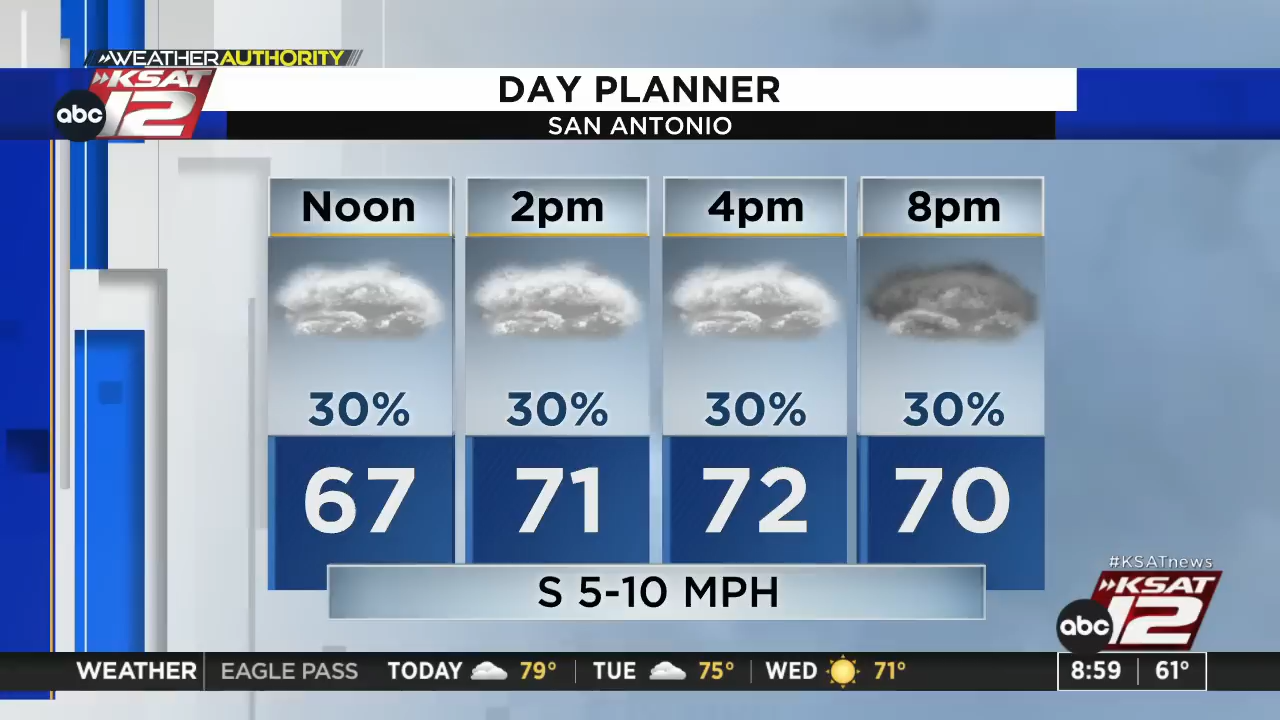 WEATHERAUTHORITY
KSAT
abc 12
DAY PLANNER
SAN ANTONIO
Noon 2pm 4pm 8pm
30% 30% 30% 30%
67 71 72 70
S 5-10 MPH
#KSATnews
KSAT
abc 12
WEATHER EAGLE PASS TODAY 79° TUE 75° WED 71° 8:59 61°